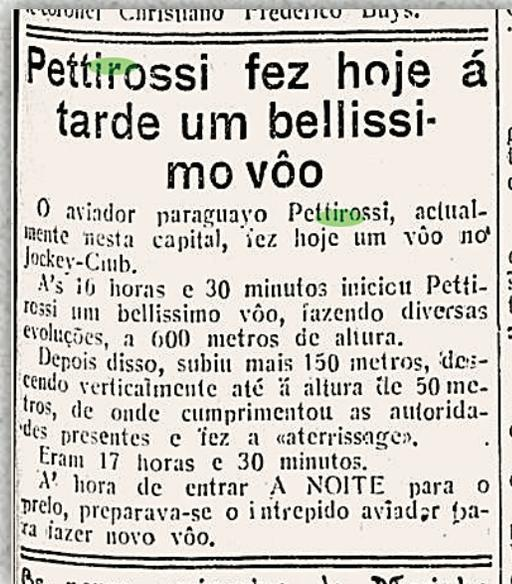 coronel Christiano Frederico Buys.
Pettirossi fez hoje á
tarde um bellissi-
mo vôo
O aviador paraguayo Pettirossi, actual-
mente nesta capital, fez hoje um vôo no
Jockey-Club.
A's 16 horas e 30 minutos iniciou Petti-
rossi um bellissimo vôo, fazendo diversas
evoluções, a 600 metros de altura.
Depois disso, subiu mais 150 metros, des-
cendo verticalmente até á altura de 50 me-
tros, de onde cumprimentou as autorida-
des presentes e fez a «aterrissage».
Eram 17 horas e 30 minutos.
A' hora de entrar A NOITE para o
prelo, preparava-se o intrepido aviador pa-
ra fazer novo vôo.